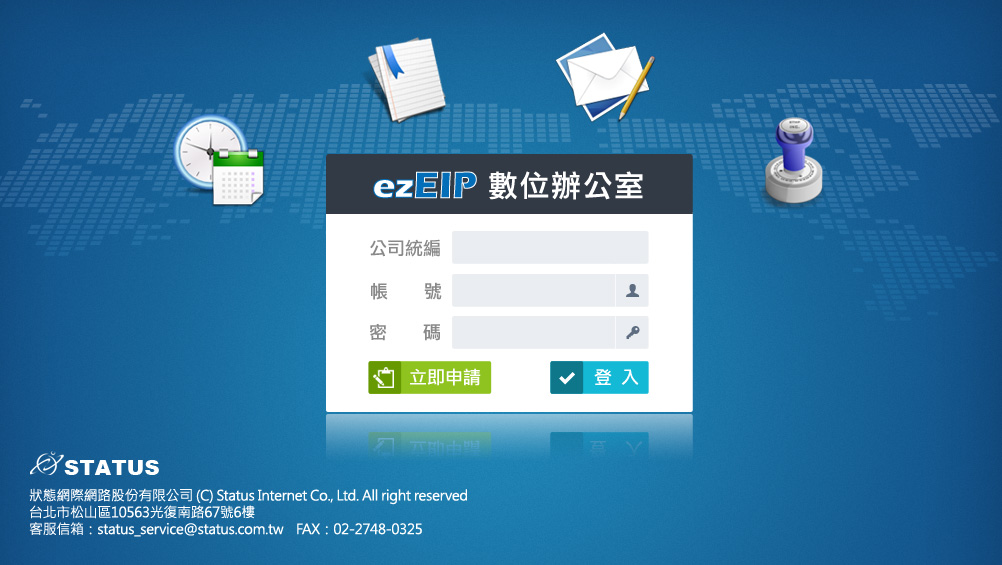 ezEIP 數位辦公室
公司統編
帳 號
密 碼
立即申請 登 入
STATUS
狀態網際網路股份有限公司 (C) Status Internet Co., Ltd. All right reserved
台北市松山區10563光復南路67號6樓
客服信箱：status_service@status.com.tw FAX：02-2748-0325